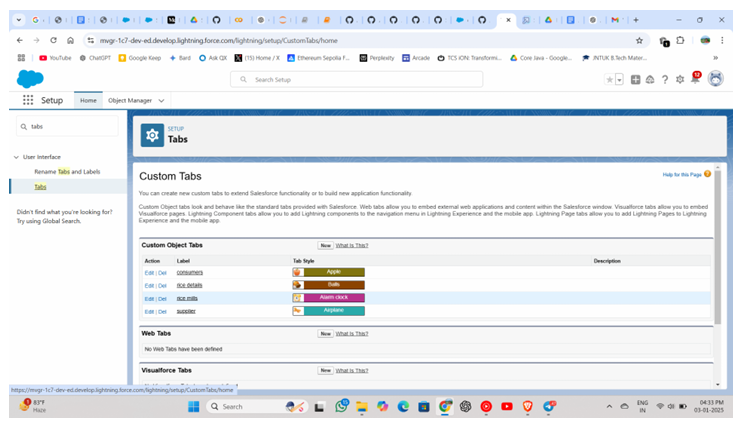 mvgr-1c7-dev-ed.develop.lightning.force.com/lightning/setup/CustomTabs/home
YouTube ChatGPT Google Keep Bard Ask QX (15) Home / X Ethereum Sepolia F... Perplexity Arcade TCS iON: Transformi... Core Java - Google... JNTUK B.Tech Mater...
Search Setup
Setup Home Object Manager
tabs
User Interface
Rename Tabs and Labels
Tabs
Didn't find what you're looking for?
Try using Global Search.
SETUP
Tabs
Custom Tabs
Help for this Page
You can create new custom tabs to extend Salesforce functionality or to build new application functionality.
Custom Object tabs look and behave like the standard tabs provided with Salesforce. Web tabs allow you to embed external web applications and content within the Salesforce window. Visualforce tabs allow you to embed
Visualforce pages. Lightning Component tabs allow you to add Lightning components to the navigation menu in Lightning Experience and the mobile app. Lightning Page tabs allow you to add Lightning Pages to Lightning
Experience and the mobile app.
Custom Object Tabs New What Is This?
Action Label Tab Style Description
Edit | Del consumers Apple
Edit | Del rice details Balls
Edit | Del rice mills Alarm clock
Edit | Del supplier Airplane
Web Tabs New What Is This?
No Web Tabs have been defined
Visualforce Tabs New What Is This?
https://mvgr-1c7-dev-ed.develop.lightning.force.com/lightning/setup/CustomTabs/home
83°F
Haze
Search
ENG
IN
04:33 PM
03-01-2025